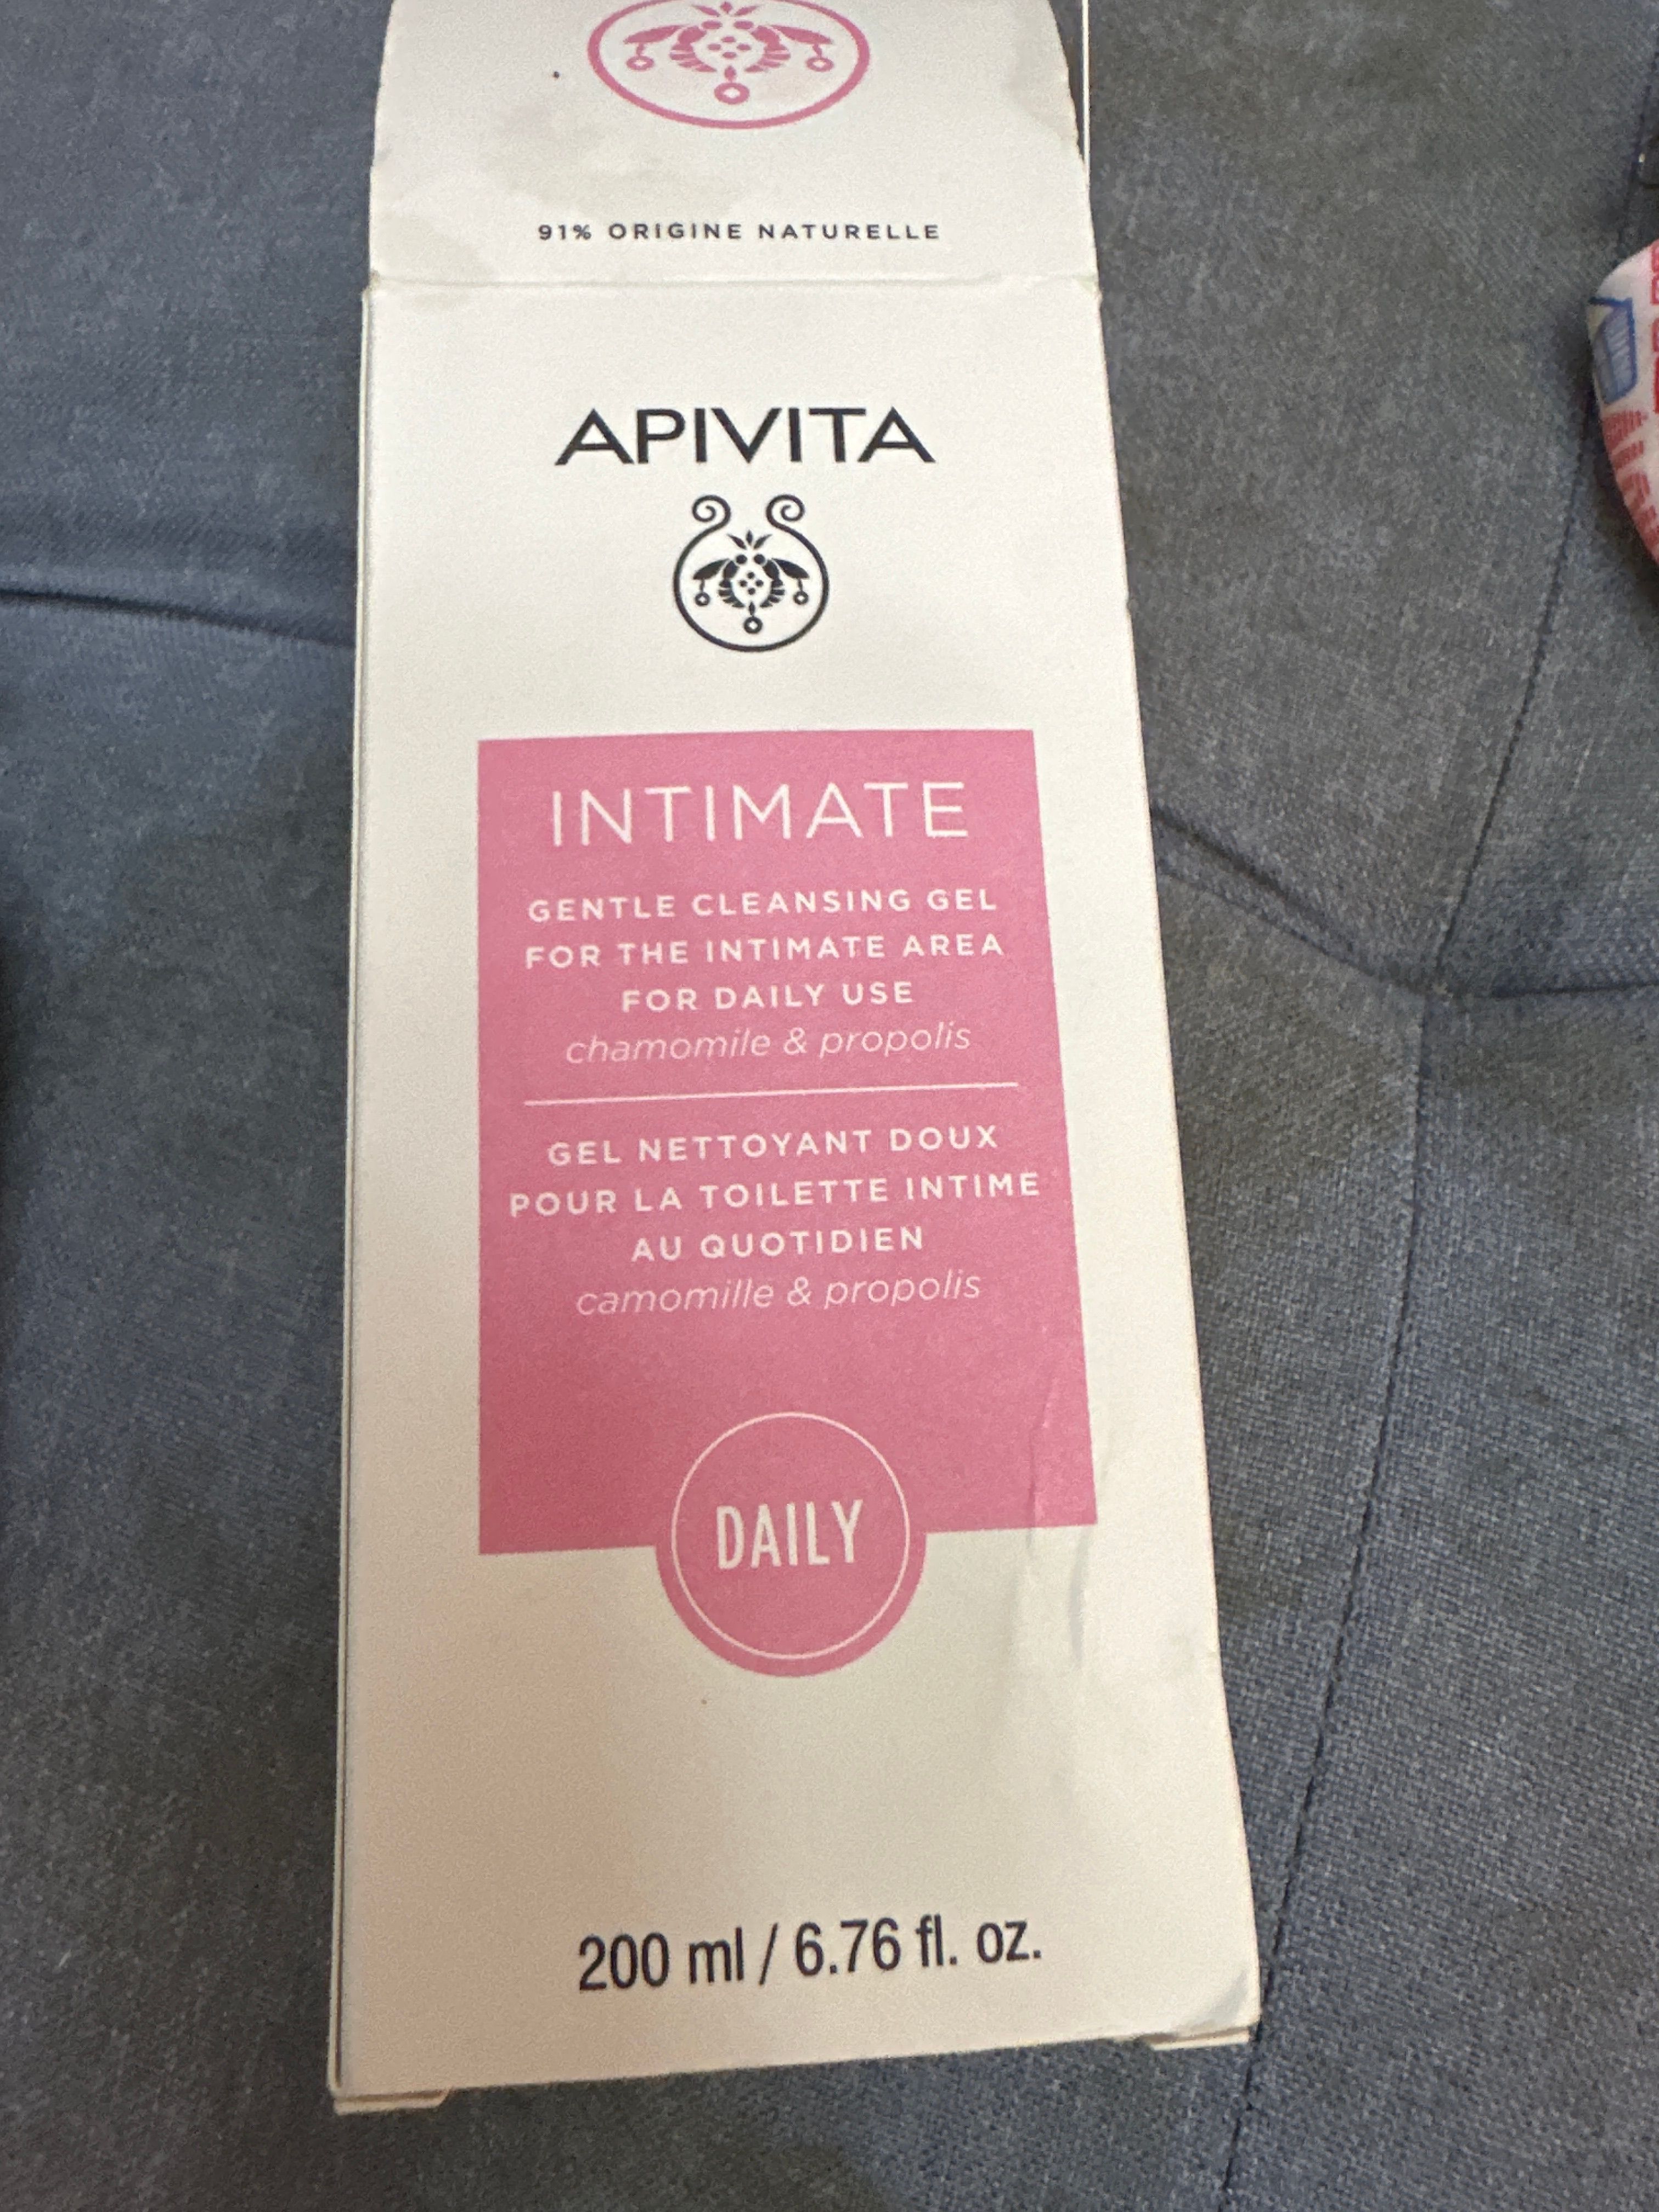 91% ORIGINE NATURELLE
APIVITA
INTIMATE
GENTLE CLEANSING GEL
FOR THE INTIMATE AREA
FOR DAILY USE
chamomile & propolis
GEL NETTOYANT DOUX
POUR LA TOILETTE INTIME
AU QUOTIDIEN
camomille & propolis
DAILY
200 ml / 6.76 fl. oz.